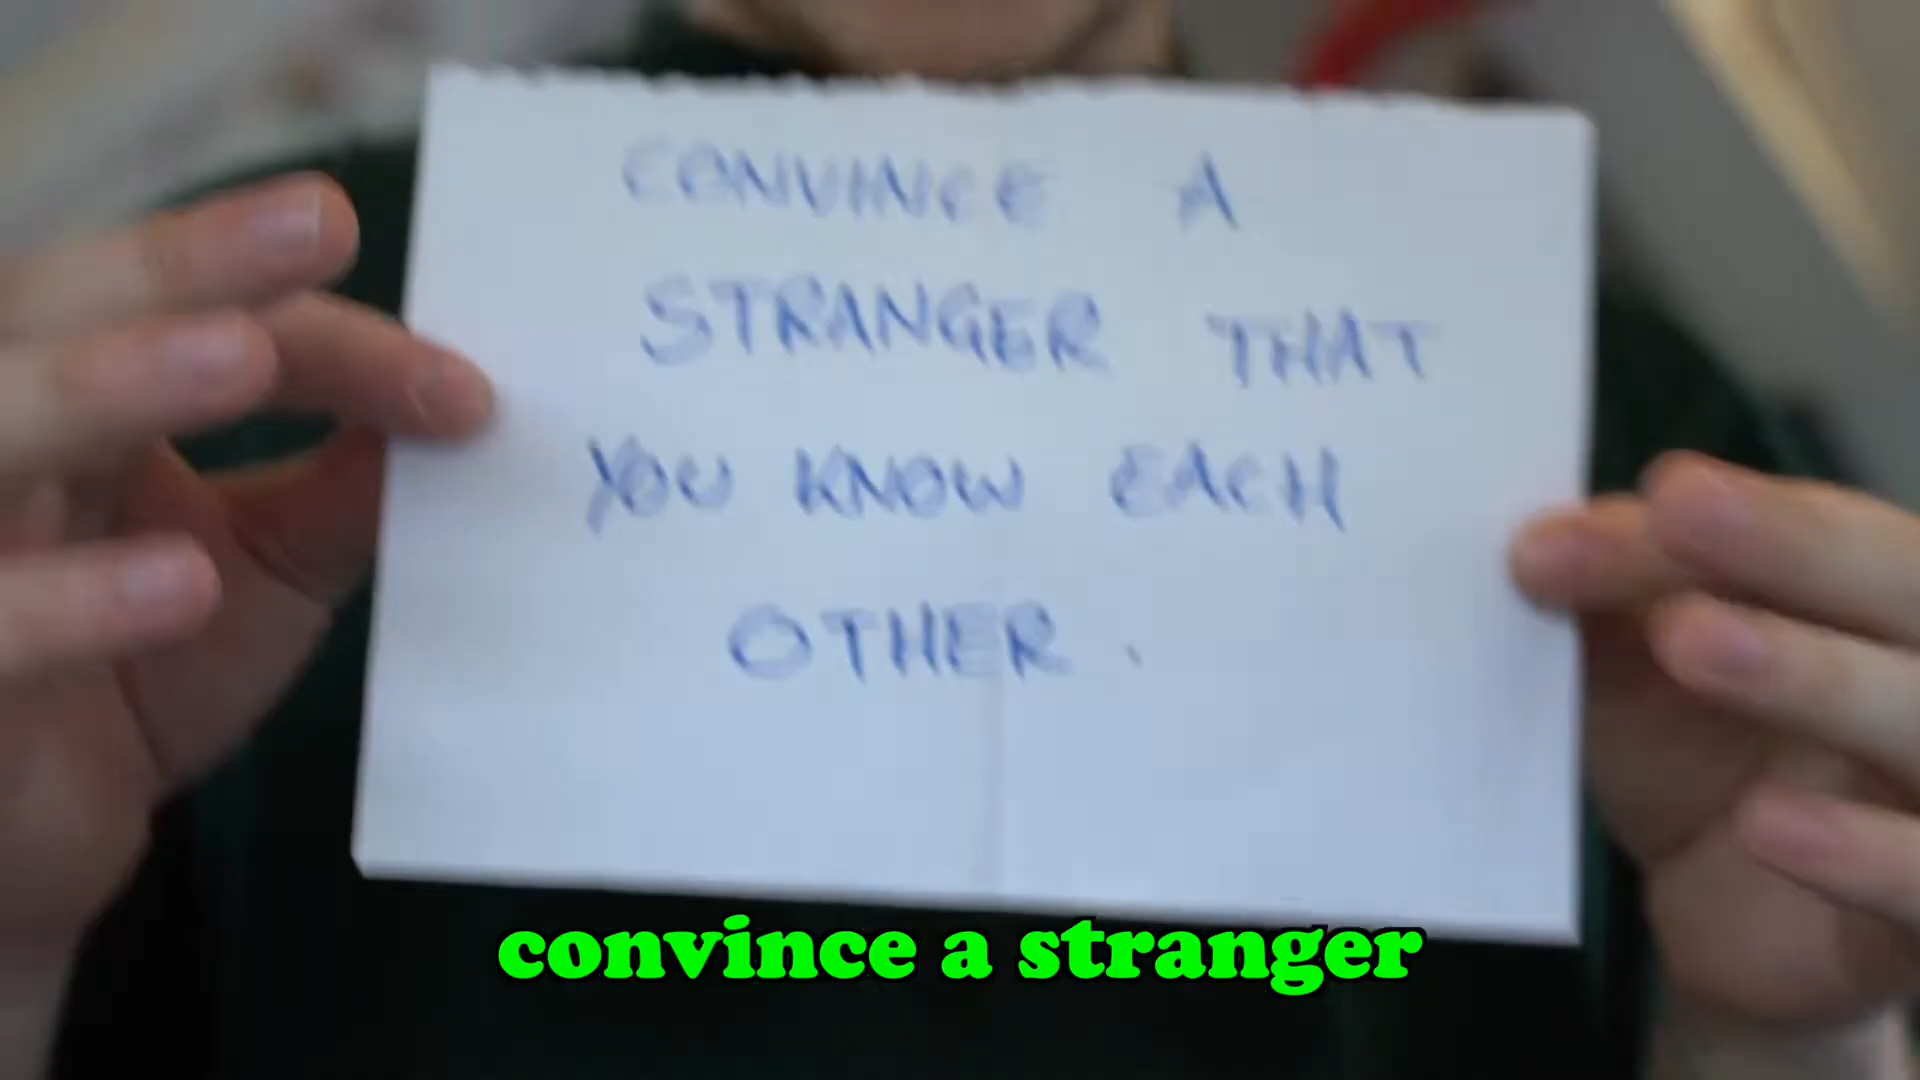 CONVINCE A
STRANGER THAT
YOU KNOW EACH
OTHER.
convince a stranger